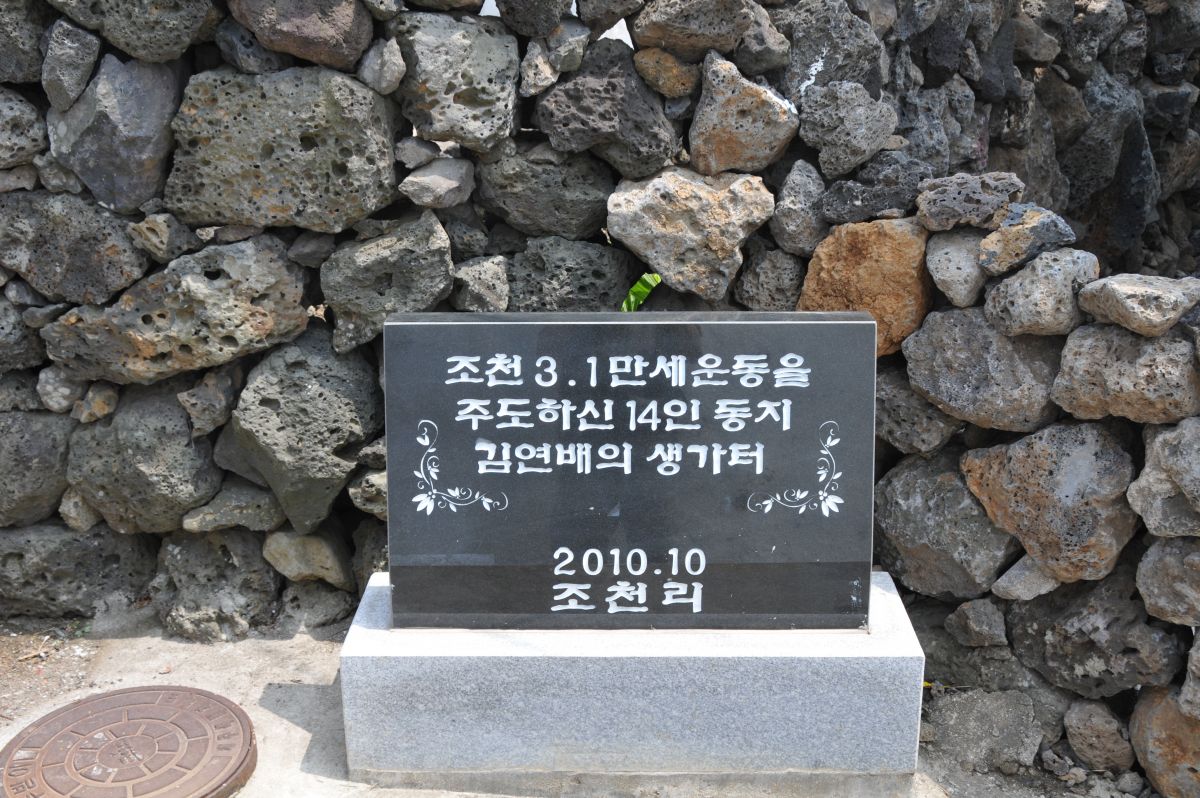 조천 3.1만세운동을
주도하신 14인 동지
김연배의 생가터
2010.10
조천리